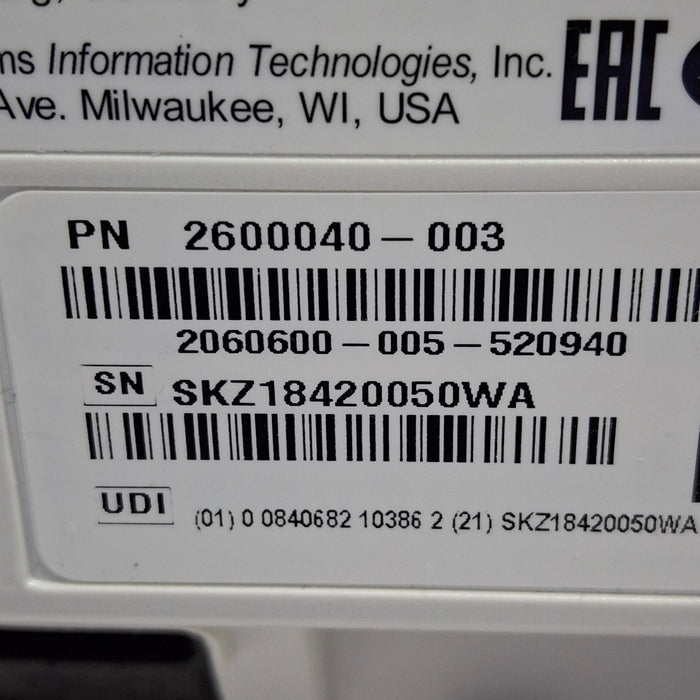 ms Information Technologies, Inc.
Ave. Milwaukee, WI, USA
EAC
PN 2600040-003
2060600-005-520940
SN SKZ18420050WA
UDI (01) 0 0840682 10386 2 (21) SKZ18420050WA